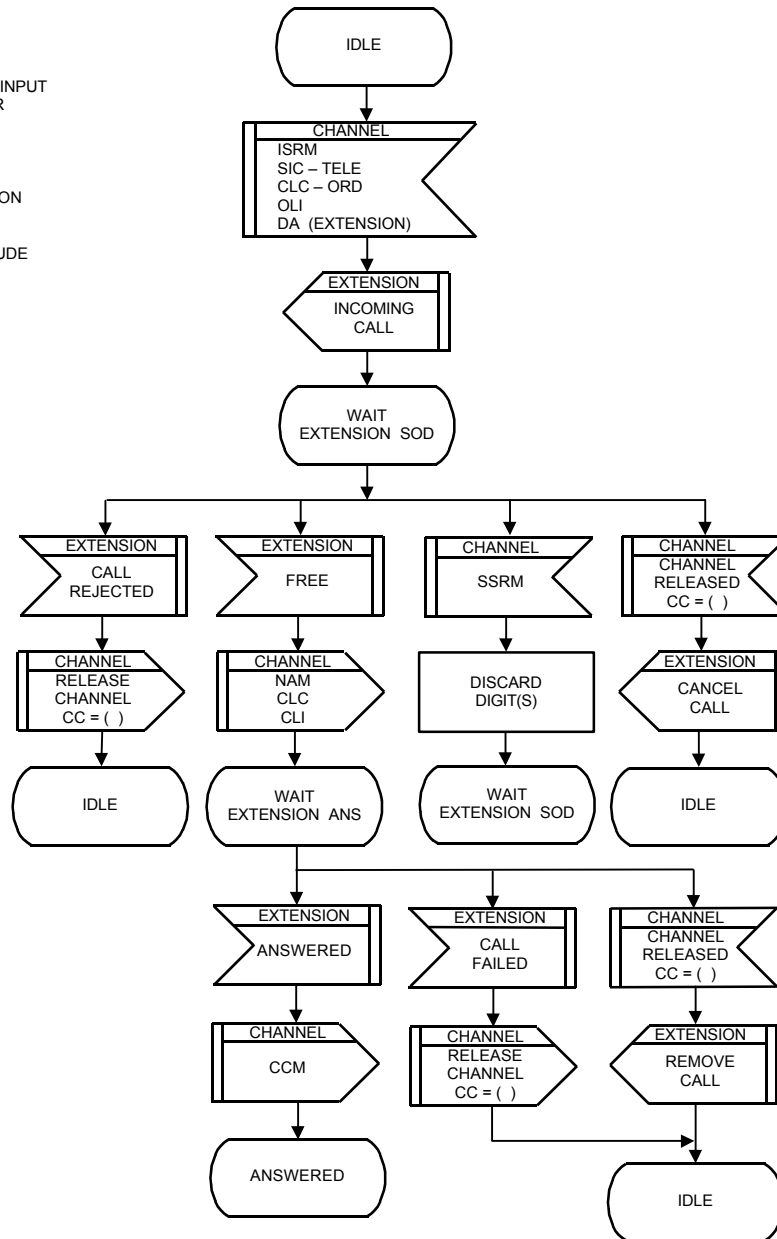 IDLE
INPUT
R
ON
UDE
CHANNEL
ISRM
SIC – TELE
CLC – ORD
OLI
DA (EXTENSION)
EXTENSION
INCOMING
CALL
WAIT
EXTENSION SOD
EXTENSION
CALL
REJECTED
EXTENSION
FREE
CHANNEL
SSRM
CHANNEL
CHANNEL
RELEASED
CC = ( )
CHANNEL
RELEASE
CHANNEL
CC = ( )
CHANNEL
NAM
CLC
CLI
DISCARD
DIGIT(S)
EXTENSION
CANCEL
CALL
IDLE
WAIT
EXTENSION ANS
WAIT
EXTENSION SOD
IDLE
EXTENSION
ANSWERED
EXTENSION
CALL
FAILED
CHANNEL
CHANNEL
RELEASED
CC = ( )
CHANNEL
CCM
CHANNEL
RELEASE
CHANNEL
CC = ( )
EXTENSION
REMOVE
CALL
ANSWERED
IDLE